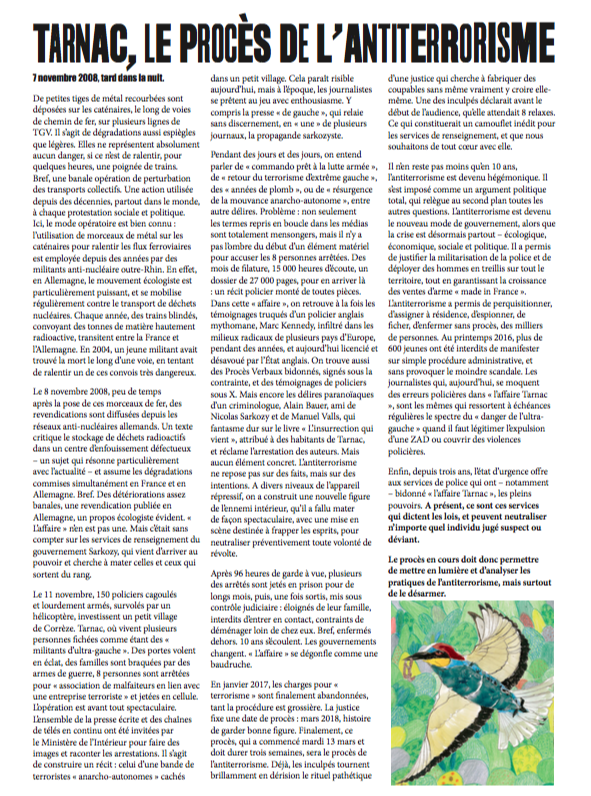 TARNAC, LE PROCÈS DE L'ANTITERRORISME
7 novembre 2008, tard dans la nuit.
De petites tiges de métal recourbées sont
déposées sur les caténaires, le long de voies
de chemin de fer, sur plusieurs lignes de
TGV. Il s'agit de dégradations aussi espiègles
que légères. Elles ne représentent absolument
aucun danger, si ce n'est de ralentir, pour
quelques heures, une poignée de trains.
Bref, une banale opération de perturbation
des transports collectifs. Une action utilisée
depuis des décennies, partout dans le monde,
à chaque protestation sociale et politique.
Ici, le mode opératoire est bien connu :
l'utilisation de morceaux de métal sur les
caténaires pour ralentir les flux ferroviaires
est employée depuis des années par des
militants anti-nucléaire outre-Rhin. En effet,
en Allemagne, le mouvement écologiste est
particulièrement puissant, et se mobilise
régulièrement contre le transport de déchets
nucléaires. Chaque année, des trains blindés,
convoyant des tonnes de matière hautement
radioactive, transitent entre la France et
l'Allemagne. En 2004, un jeune militant avait
trouvé la mort le long d'une voie, en tentant
de ralentir un de ces convois très dangereux.
Le 8 novembre 2008, peu de temps
après la pose de ces morceaux de fer, des
revendications sont diffusées depuis les
réseaux anti-nucléaires allemands. Un texte
critique le stockage de déchets radioactifs
dans un centre d'enfouissement défectueux
– un sujet qui résonne particulièrement
avec l'actualité – et assume les dégradations
commises simultanément en France et en
Allemagne. Bref. Des détériorations assez
banales, une revendication publiée en
Allemagne, un propos écologiste évident. «
L'affaire » n'en est pas une. Mais c'était sans
compter sur les services de renseignement du
gouvernement Sarkozy, qui vient d'arriver au
pouvoir et cherche à mater celles et ceux qui
sortent du rang.
Le 11 novembre, 150 policiers cagoulés
et lourdement armés, survolés par un
hélicoptère, investissent un petit village
de Corrèze. Tarnac, où vivent plusieurs
personnes fichées comme étant des «
militants d'ultra-gauche ». Des portes volent
en éclat, des familles sont braquées par des
armes de guerre, 8 personnes sont arrêtées
pour « association de malfaiteurs en lien avec
une entreprise terroriste » et jetées en cellule.
L'opération est avant tout spectaculaire.
L'ensemble de la presse écrite et des chaînes
de télés en continu ont été invitées par
le Ministère de l'Intérieur pour faire des
images et raconter les arrestations. Il s'agit
de construire un récit : celui d'une bande de
terroristes « anarcho-autonomes » cachés
dans un petit village. Cela paraît risible
aujourd'hui, mais à l'époque, les journalistes
se prêtent au jeu avec enthousiasme. Y
compris la presse « de gauche », qui relaie
sans discernement, en « une » de plusieurs
journaux, la propagande sarkozyste.
Pendant des jours et des jours, on entend
parler de « commando prêt à la lutte armée »,
de « retour du terrorisme d'extrême gauche »,
des « années de plomb », ou de « résurgence
de la mouvance anarcho-autonome », entre
autre délires. Problème : non seulement
les termes repris en boucle dans les médias
sont totalement mensongers, mais il n'y a
pas l'ombre du début d'un élément matériel
pour accuser les 8 personnes arrêtées. Des
mois de filature, 15 000 heures d'écoute, un
dossier de 27 000 pages, pour en arriver là
: un récit policier monté de toutes pièces.
Dans cette « affaire », on retrouve à la fois les
témoignages truqués d'un policier anglais
mythomane, Marc Kennedy, infiltré dans les
milieux radicaux de plusieurs pays d'Europe,
pendant des années, et aujourd'hui licencié et
désavoué par l'État anglais. On trouve aussi
des Procès Verbaux bidonnés, signés sous la
contrainte, et des témoignages de policiers
sous X. Mais encore les délires paranoïaques
d'un criminologue, Alain Bauer, ami de
Nicolas Sarkozy et de Manuel Valls, qui
fantasme dur sur le livre « L'insurrection qui
vient », attribué à des habitants de Tarnac,
et réclame l'arrestation des auteurs. Mais
aucun élément concret. L'antiterrorisme
ne repose pas sur des faits, mais sur des
intentions. A divers niveaux de l'appareil
répressif, on a construit une nouvelle figure
de l'ennemi intérieur, qu'il a fallu mater
de façon spectaculaire, avec une mise en
scène destinée à frapper les esprits, pour
neutraliser préventivement toute volonté de
révolte.
Après 96 heures de garde à vue, plusieurs
des arrêtés sont jetés en prison pour de
longs mois, puis, une fois sortis, mis sous
contrôle judiciaire : éloignés de leur famille,
interdits d'entrer en contact, contraints de
déménager loin de chez eux. Bref, enfermés
dehors. 10 ans s'écoulent. Les gouvernements
changent. « L'affaire » se dégonfle comme une
baudruche.
En janvier 2017, les charges pour «
terrorisme » sont finalement abandonnées,
tant la procédure est grossière. La justice
fixe une date de procès : mars 2018, histoire
de garder bonne figure. Finalement, ce
procès, qui a commencé mardi 13 mars et
doit durer trois semaines, sera le procès de
l'antiterrorisme. Déjà, les inculpés tournent
brillamment en dérision le rituel pathétique
d'une justice qui cherche à fabriquer des
coupables sans même vraiment y croire elle-
même. Une des inculpés déclarait avant le
début de l'audience, qu'elle attendait 8 relaxes.
Ce qui constituerait un camouflet inédit pour
les services de renseignement, et que nous
souhaitons de tout cœur avec elle.
Il n'en reste pas moins qu'en 10 ans,
l'antiterrorisme est devenu hégémonique. Il
s'est imposé comme un argument politique
total, qui relègue au second plan toutes les
autres questions. L'antiterrorisme est devenu
le nouveau mode de gouvernement, alors que
la crise est désormais partout – écologique,
économique, sociale et politique. Il a permis
de justifier la militarisation de la police et de
déployer des hommes en treillis sur tout le
territoire, tout en garantissant la croissance
des ventes d'arme « made in France ».
L'antiterrorisme a permis de perquisitionner,
d'assigner à résidence, d'espionner, de
ficher, d'enfermer sans procès, des milliers
de personnes. Au printemps 2016, plus de
600 jeunes ont été interdits de manifester
sur simple procédure administrative, et
sans provoquer le moindre scandale. Les
journalistes qui, aujourd'hui, se moquent
des erreurs policières dans « l'affaire Tarnac
», sont les mêmes qui ressortent à échéances
régulières le spectre du « danger de l'ultra-
gauche » quand il faut légitimer l'expulsion
d'une ZAD ou couvrir des violences
policières.
Enfin, depuis trois ans, l'état d'urgence offre
aux services de police qui ont – notamment
– bidonné « l'affaire Tarnac », les pleins
pouvoirs. A présent, ce sont ces services
qui dictent les lois, et peuvent neutraliser
n'importe quel individu jugé suspect ou
déviant.
Le procès en cours doit donc permettre
de mettre en lumière et d'analyser les
pratiques de l'antiterrorisme, mais surtout
de le désarmer.